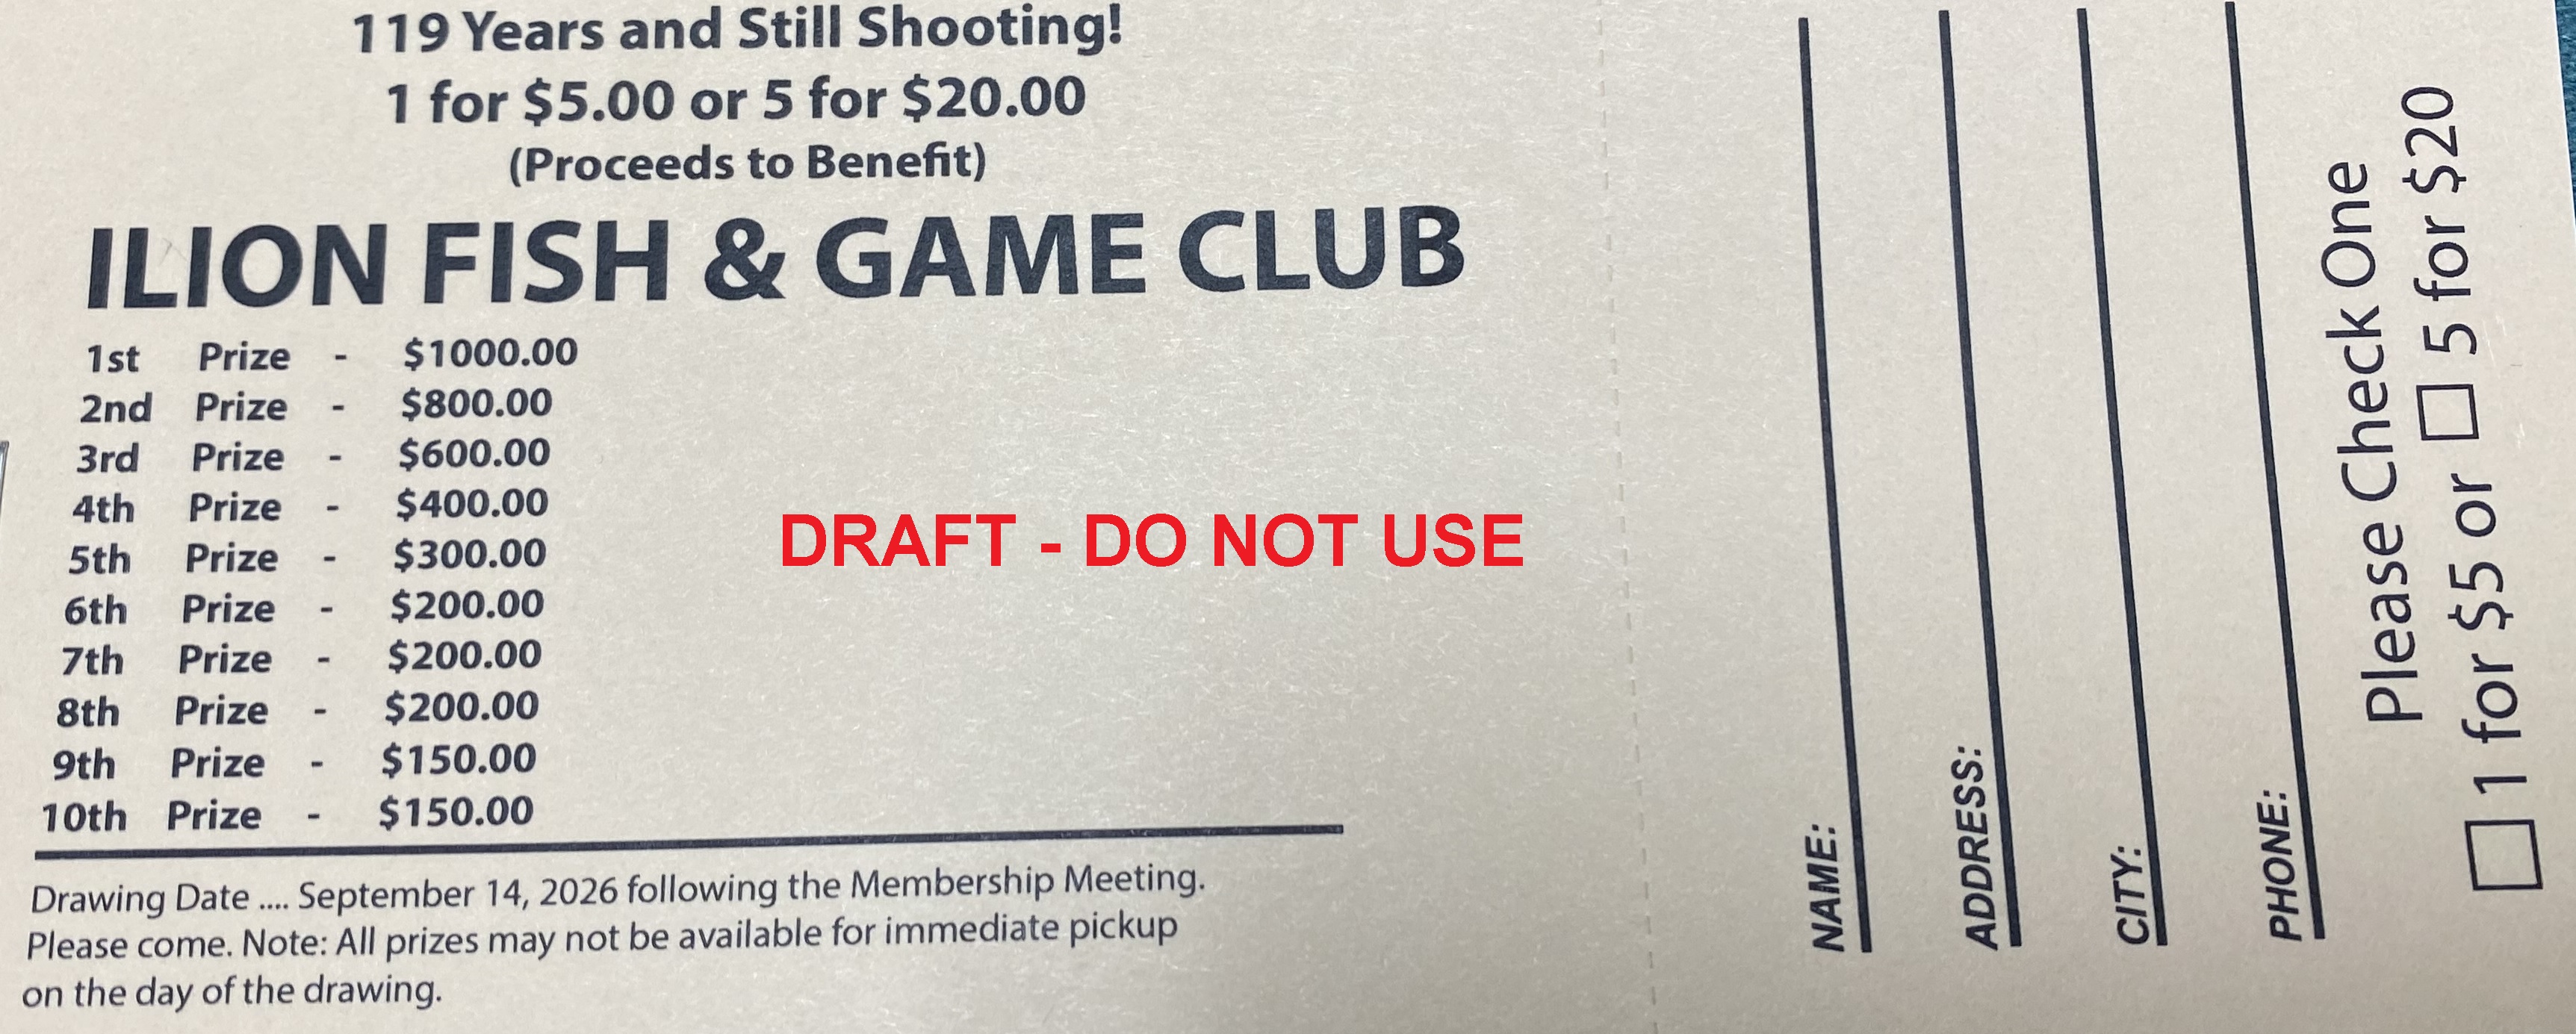 119 Years and Still Shooting!
1 for $5.00 or 5 for $20.00
(Proceeds to Benefit)
ILION FISH & GAME CLUB
1st Prize - $1000.00
2nd Prize - $800.00
3rd Prize - $600.00
4th Prize - $400.00
5th Prize - $300.00
6th Prize - $200.00
7th Prize - $200.00
8th Prize - $200.00
9th Prize - $150.00
10th Prize - $150.00
DRAFT - DO NOT USE
Drawing Date .... September 14, 2026 following the Membership Meeting.
Please come. Note: All prizes may not be available for immediate pickup
on the day of the drawing.
NAME:
ADDRESS:
CITY:
PHONE:
Please Check One
☐ 1 for $5 or ☐ 5 for $20